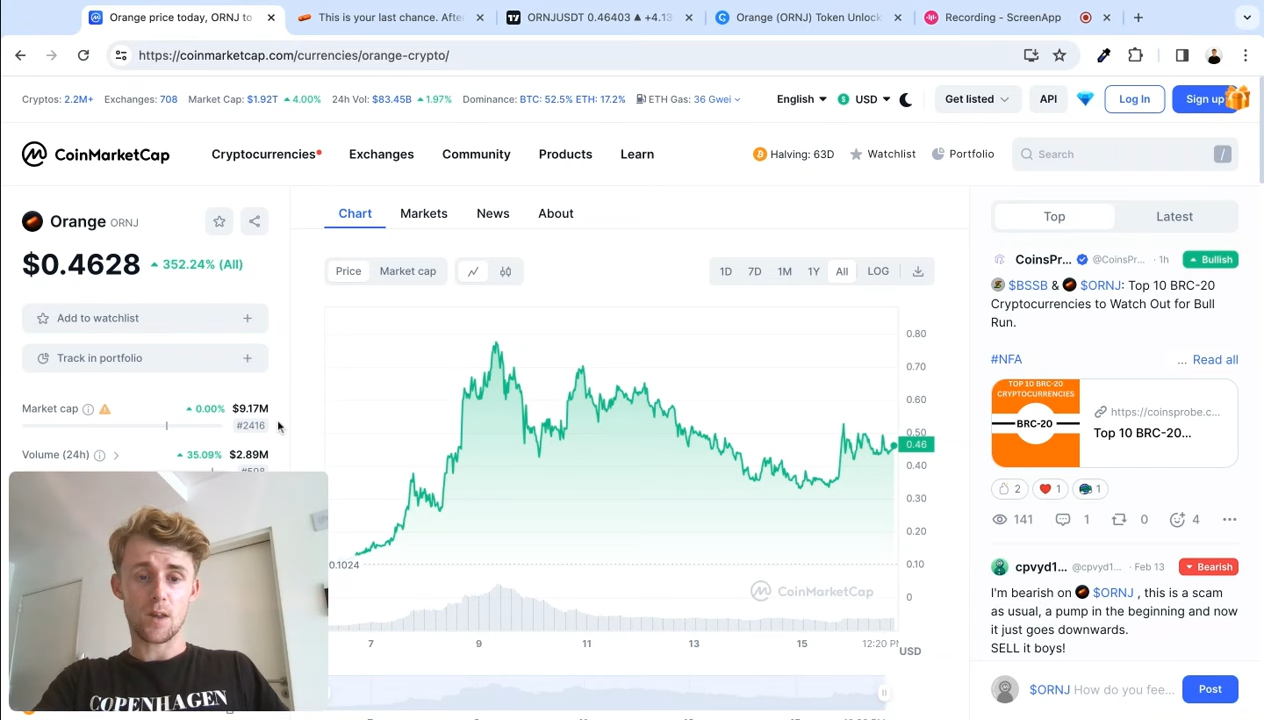 Orange price today, ORNJ to
This is your last chance. Afte
ORNJUSDT 0.46403 ▲ +4.13
Orange (ORNJ) Token Unlock
Recording - ScreenApp
https://coinmarketcap.com/currencies/orange-crypto/
Cryptos: 2.2M+ Exchanges: 708 Market Cap: $1.92T ▲ 4.00% 24h Vol: $83.45B ▲ 1.97% Dominance: BTC: 52.5% ETH: 17.2% ETH Gas: 36 Gwei
English USD Get listed API Log In Sign up
CoinMarketCap Cryptocurrencies Exchanges Community Products Learn Halving: 63D Watchlist Portfolio Search /
Orange ORNJ
$0.4628 ▲ 352.24% (All)
Add to watchlist +
Track in portfolio +
Market cap ▲ 0.00% $9.17M
#2416
Volume (24h) ▲ 35.09% $2.89M
Chart Markets News About
Price Market cap 1D 7D 1M 1Y All LOG
0.80
0.70
0.60
0.50
0.46
0.40
0.30
0.20
0.1024
0.10
0
CoinMarketCap
7 9 11 13 15 12:20
USD
Top Latest
CoinsPr... @CoinsPr... · 1h Bullish
$BSSB & $ORNJ: Top 10 BRC-20
Cryptocurrencies to Watch Out for Bull
Run.
#NFA ... Read all
TOP 10 BRC-20
CRYPTOCURRENCIES
BRC-20
https://coinsprobe.c...
Top 10 BRC-20...
2 1 1
141 1 0 4
cpvyd1... @cpvyd1... · Feb 13 Bearish
I'm bearish on $ORNJ , this is a scam
as usual, a pump in the beginning and now
it just goes downwards.
SELL it boys!
$ORNJ How do you fee... Post
COPENHAGEN